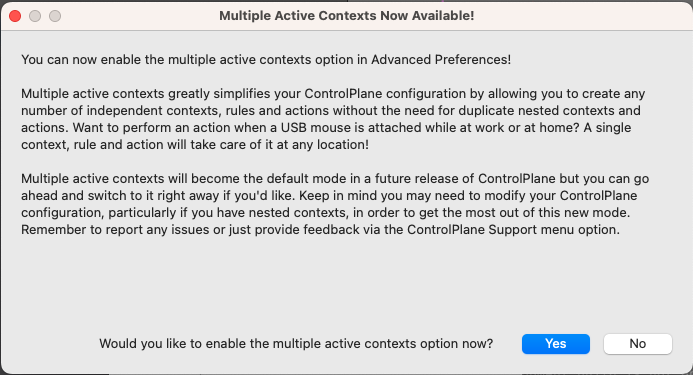 Multiple Active Contexts Now Available!
You can now enable the multiple active contexts option in Advanced Preferences!
Multiple active contexts greatly simplifies your ControlPlane configuration by allowing you to create any
number of independent contexts, rules and actions without the need for duplicate nested contexts and
actions. Want to perform an action when a USB mouse is attached while at work or at home? A single
context, rule and action will take care of it at any location!
Multiple active contexts will become the default mode in a future release of ControlPlane but you can go
ahead and switch to it right away if you'd like. Keep in mind you may need to modify your ControlPlane
configuration, particularly if you have nested contexts, in order to get the most out of this new mode.
Remember to report any issues or just provide feedback via the ControlPlane Support menu option.
Would you like to enable the multiple active contexts option now? Yes No